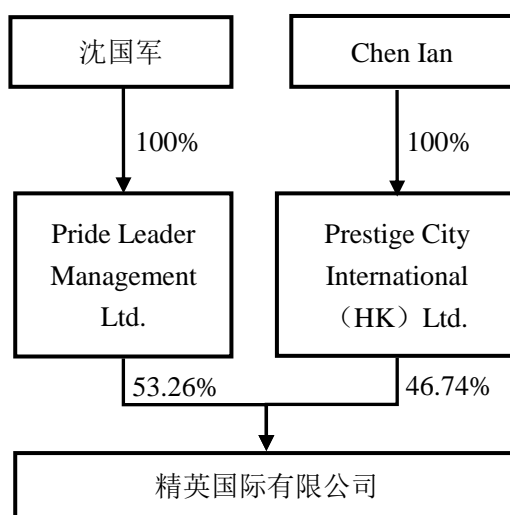 沈国军
Chen Ian
100%
100%
Pride Leader
Management
Ltd.
Prestige City
International
（HK）Ltd.
53.26%
46.74%
精英国际有限公司